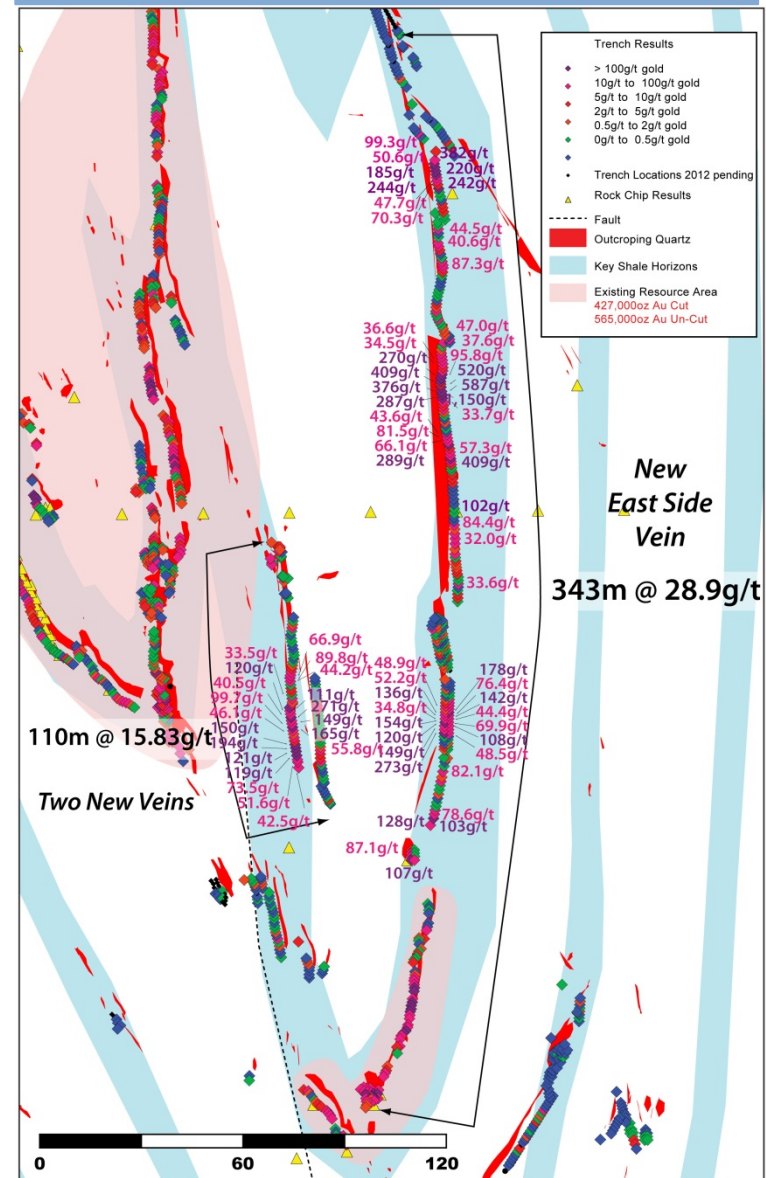 Trench Results
> 100g/t gold
10g/t to 100g/t gold
5g/t to 10g/t gold
2g/t to 5g/t gold
0.5g/t to 2g/t gold
0g/t to 0.5g/t gold
Trench Locations 2012 pending
Rock Chip Results
Fault
Outcroping Quartz
Key Shale Horizons
Existing Resource Area
427,000oz Au Cut
565,000oz Au Un-Cut
99.3g/t
50.6g/t
185g/t
244g/t
47.7g/t
70.3g/t
382g/t
220g/t
242g/t
44.5g/t
40.6g/t
87.3g/t
36.6g/t
34.5g/t
270g/t
409g/t
376g/t
287g/t
43.6g/t
81.5g/t
66.1g/t
289g/t
47.0g/t
37.6g/t
95.8g/t
520g/t
587g/t
1,150g/t
33.7g/t
57.3g/t
409g/t
102g/t
84.4g/t
32.0g/t
33.6g/t
New
East Side
Vein
343m @ 28.9g/t
33.5g/t
120g/t
40.5g/t
99.7g/t
46.1g/t
150g/t
194g/t
121g/t
119g/t
73.5g/t
51.6g/t
42.5g/t
66.9g/t
89.8g/t
44.2g/t
111g/t
271g/t
149g/t
165g/t
55.8g/t
48.9g/t
52.2g/t
136g/t
34.8g/t
154g/t
120g/t
149g/t
273g/t
178g/t
76.4g/t
142g/t
44.4g/t
69.9g/t
108g/t
48.5g/t
82.1g/t
78.6g/t
128g/t
103g/t
87.1g/t
107g/t
110m @ 15.83g/t
Two New Veins
0 60 120